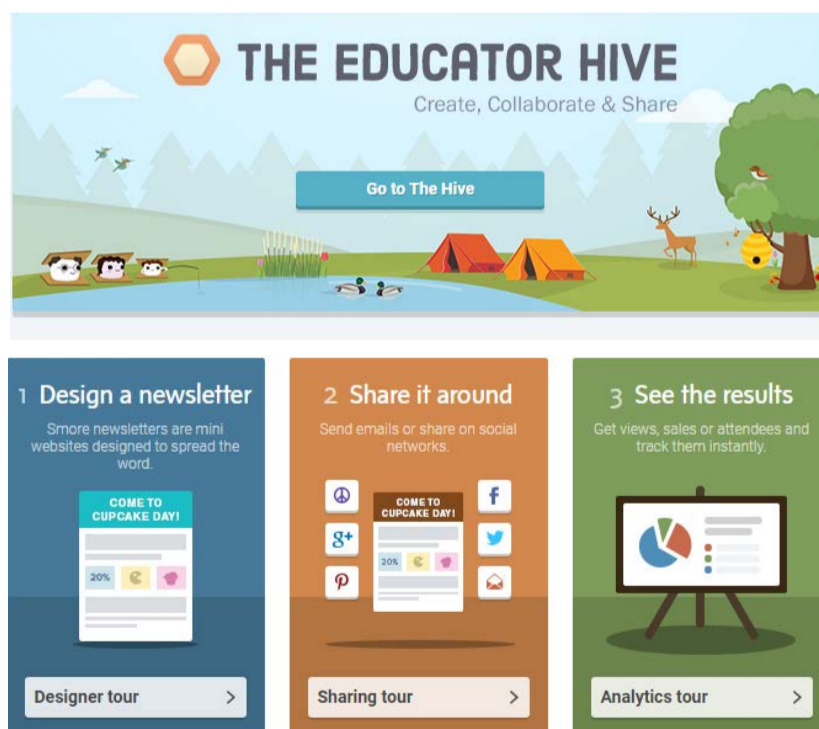 THE EDUCATOR HIVE
Create, Collaborate & Share
Go to The Hive
1 Design a newsletter
Smore newsletters are mini
websites designed to spread the
word.
COME TO
CUPCAKE DAY!
20%
Designer tour
2 Share it around
Send emails or share on social
networks.
COME TO
CUPCAKE DAY!
20%
g+
f
Sharing tour
3 See the results
Get views, sales or attendees and
track them instantly.
Analytics tour